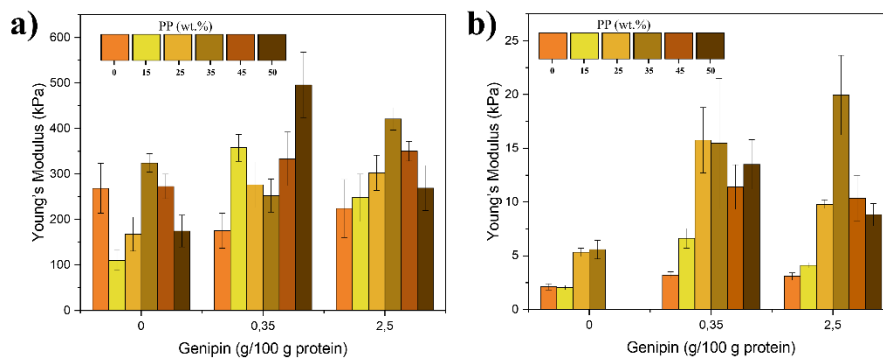 a)
PP (wt.%)
0 15 25 35 45 50
600
500
400
300
200
100
0
Young's Modulus (kPa)
0 0,35 2,5
Genipin (g/100 g protein)
b)
PP (wt.%)
0 15 25 35 45 50
25
20
15
10
5
0
Young's Modulus (kPa)
0 0,35 2,5
Genipin (g/100 g protein)